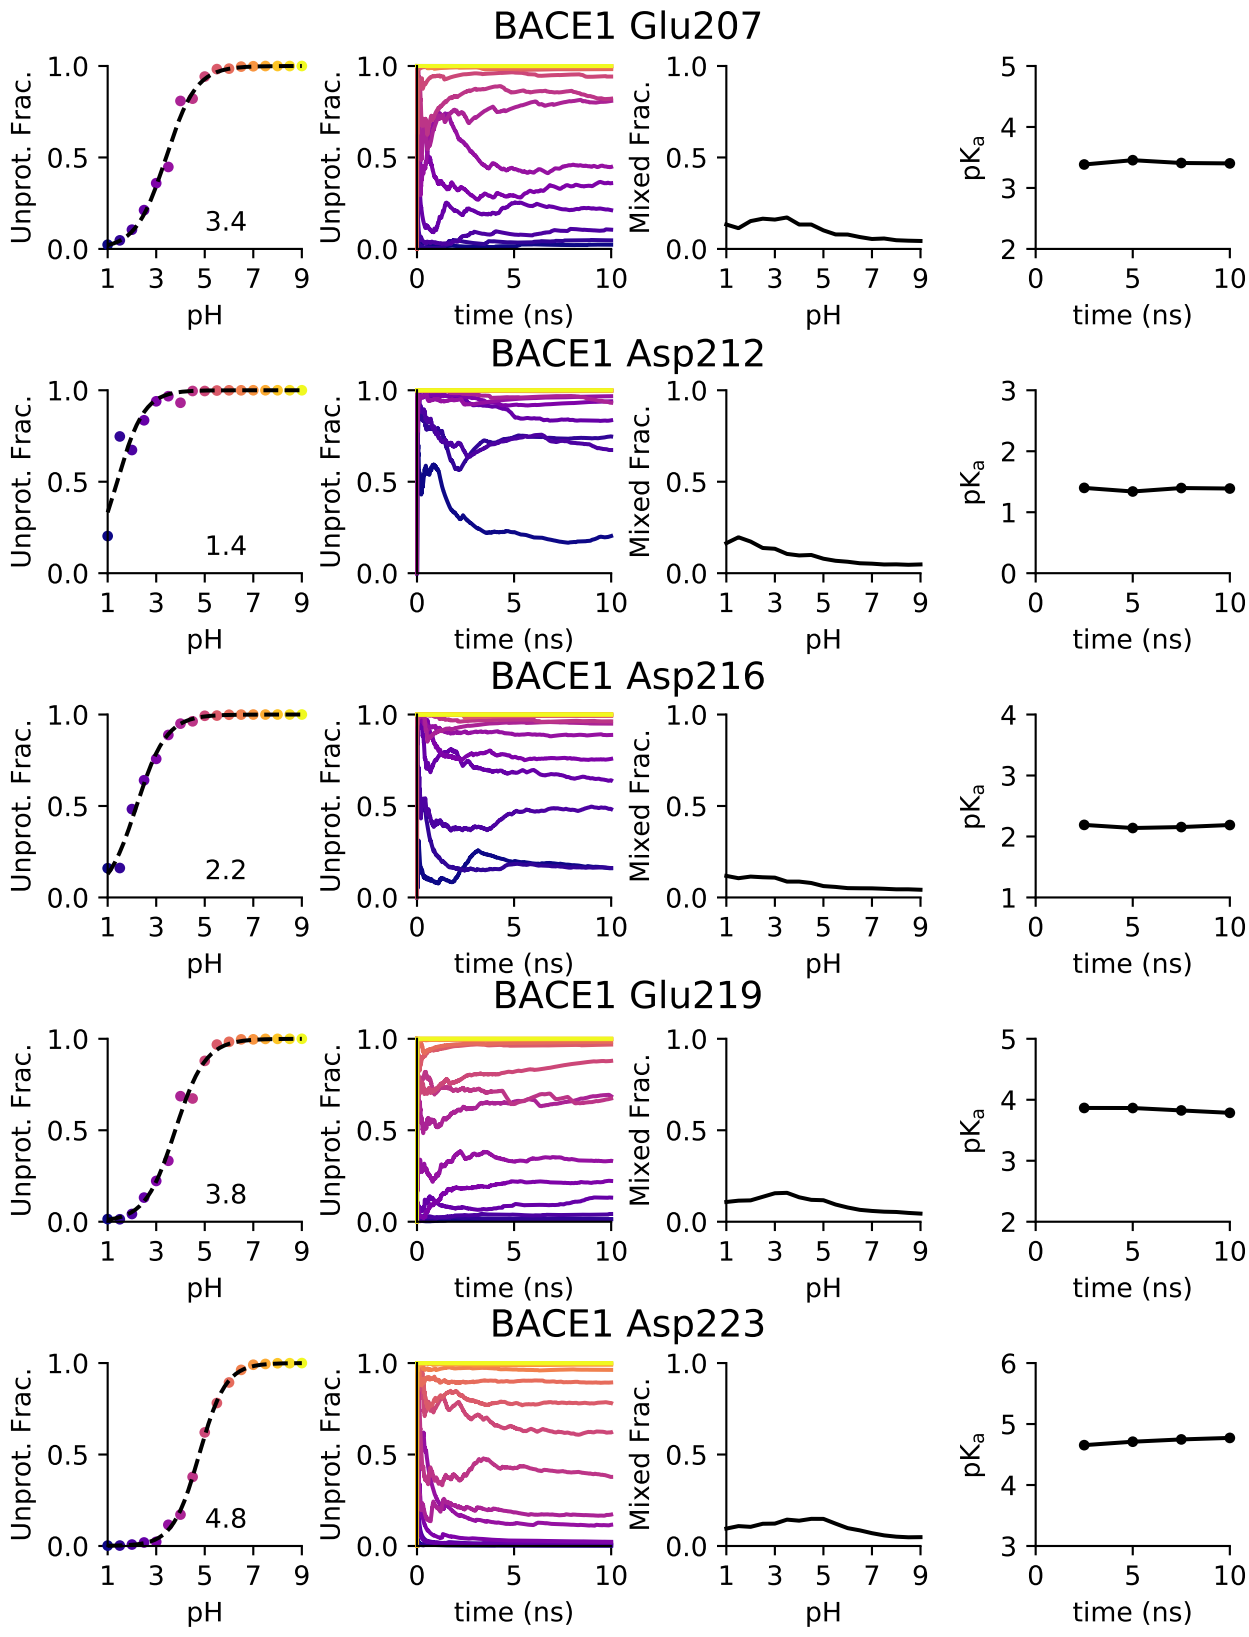 BACE1 Glu207
Unprot. Frac. 1.0 0.5 0.0 3.4 1 3 5 7 9 pH
Unprot. Frac. 1.0 0.5 0.0 0 5 10 time (ns)
Mixed Frac. 1.0 0.5 0.0 1 3 5 7 9 pH
pKa 5 4 3 2 0 5 10 time (ns)
BACE1 Asp212
Unprot. Frac. 1.0 0.5 0.0 1.4 1 3 5 7 9 pH
Unprot. Frac. 1.0 0.5 0.0 0 5 10 time (ns)
Mixed Frac. 1.0 0.5 0.0 1 3 5 7 9 pH
pKa 3 2 1 0 0 5 10 time (ns)
BACE1 Asp216
Unprot. Frac. 1.0 0.5 0.0 2.2 1 3 5 7 9 pH
Unprot. Frac. 1.0 0.5 0.0 0 5 10 time (ns)
Mixed Frac. 1.0 0.5 0.0 1 3 5 7 9 pH
pKa 4 3 2 1 0 5 10 time (ns)
BACE1 Glu219
Unprot. Frac. 1.0 0.5 0.0 3.8 1 3 5 7 9 pH
Unprot. Frac. 1.0 0.5 0.0 0 5 10 time (ns)
Mixed Frac. 1.0 0.5 0.0 1 3 5 7 9 pH
pKa 5 4 3 2 0 5 10 time (ns)
BACE1 Asp223
Unprot. Frac. 1.0 0.5 0.0 4.8 1 3 5 7 9 pH
Unprot. Frac. 1.0 0.5 0.0 0 5 10 time (ns)
Mixed Frac. 1.0 0.5 0.0 1 3 5 7 9 pH
pKa 6 5 4 3 0 5 10 time (ns)